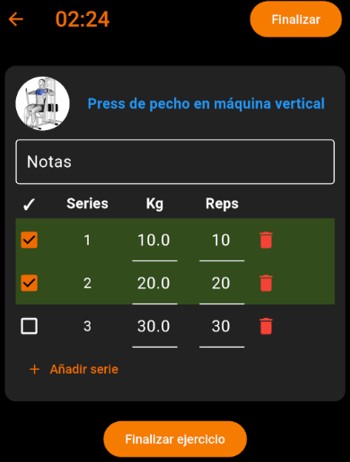 02:24 Finalizar
Press de pecho en máquina vertical
Notas
✓ Series Kg Reps
1 10.0 10
2 20.0 20
3 30.0 30
+ Añadir serie
Finalizar ejercicio